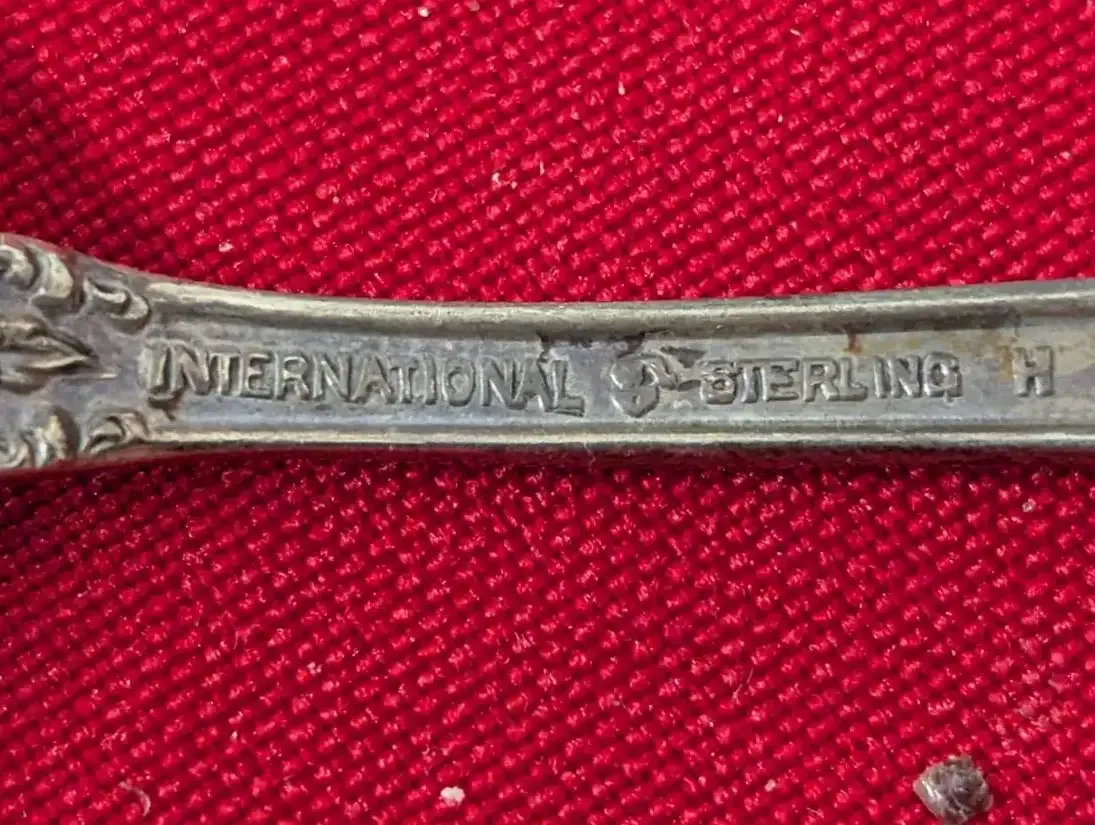 INTERNATIONAL S STERLING H